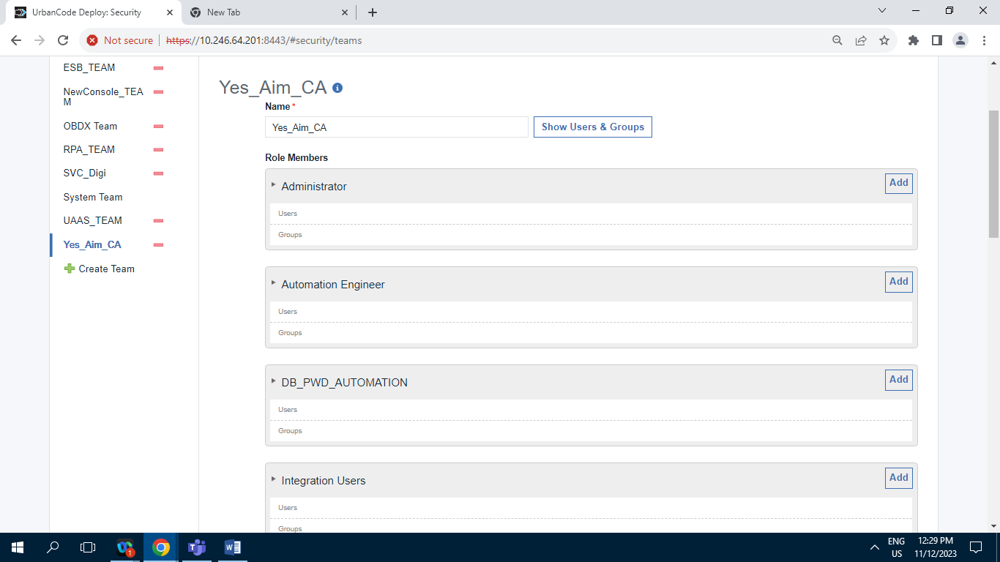 UrbanCode Deploy: Security
New Tab
Not secure
https://10.246.64.201:8443/#security/teams
ESB_TEAM
NewConsole_TEA
M
OBDX Team
RPA_TEAM
SVC_Digi
System Team
UAAS_TEAM
Yes_Aim_CA
Create Team
Yes_Aim_CA
Name *
Yes_Aim_CA
Show Users & Groups
Role Members
Administrator
Add
Users
Groups
Automation Engineer
Add
Users
Groups
DB_PWD_AUTOMATION
Add
Users
Groups
Integration Users
Add
Users
Groups
1
ENG
US
12:29 PM
11/12/2023